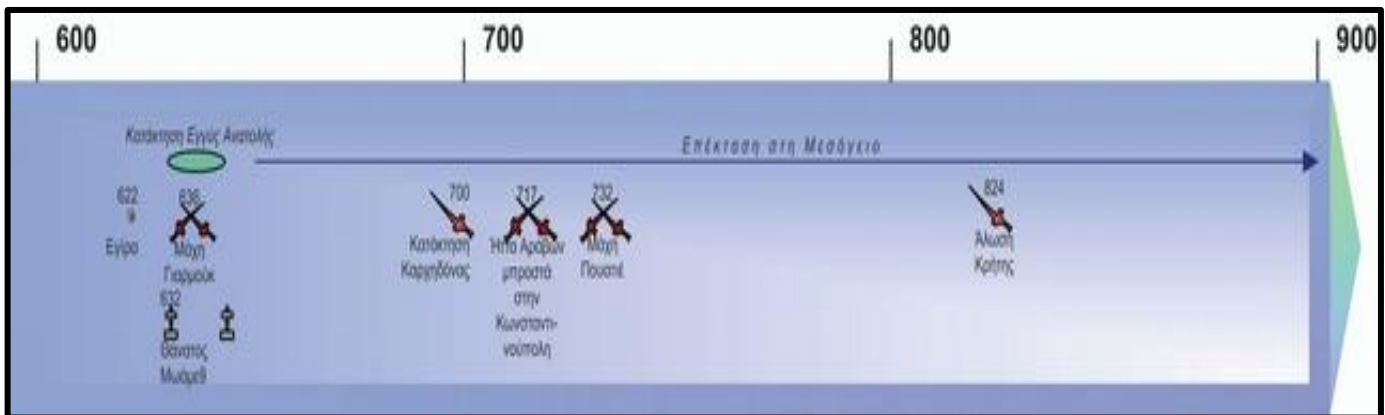 600
700
800
900
Κατάκτηση Εγγύς Ανατολής
Επέκταση στη Μεσόγειο
622
Εγίρα
636
Μάχη
Γιαρμούκ
632
Θάνατος
Μωάμεθ
700
Κατάκτηση
Καρχηδόνας
717
Ήττα Αράβων
μπροστά
στην
Κωνσταντι-
νούπολη
732
Μάχη
Πουατιέ
824
Άλωση
Κρήτης